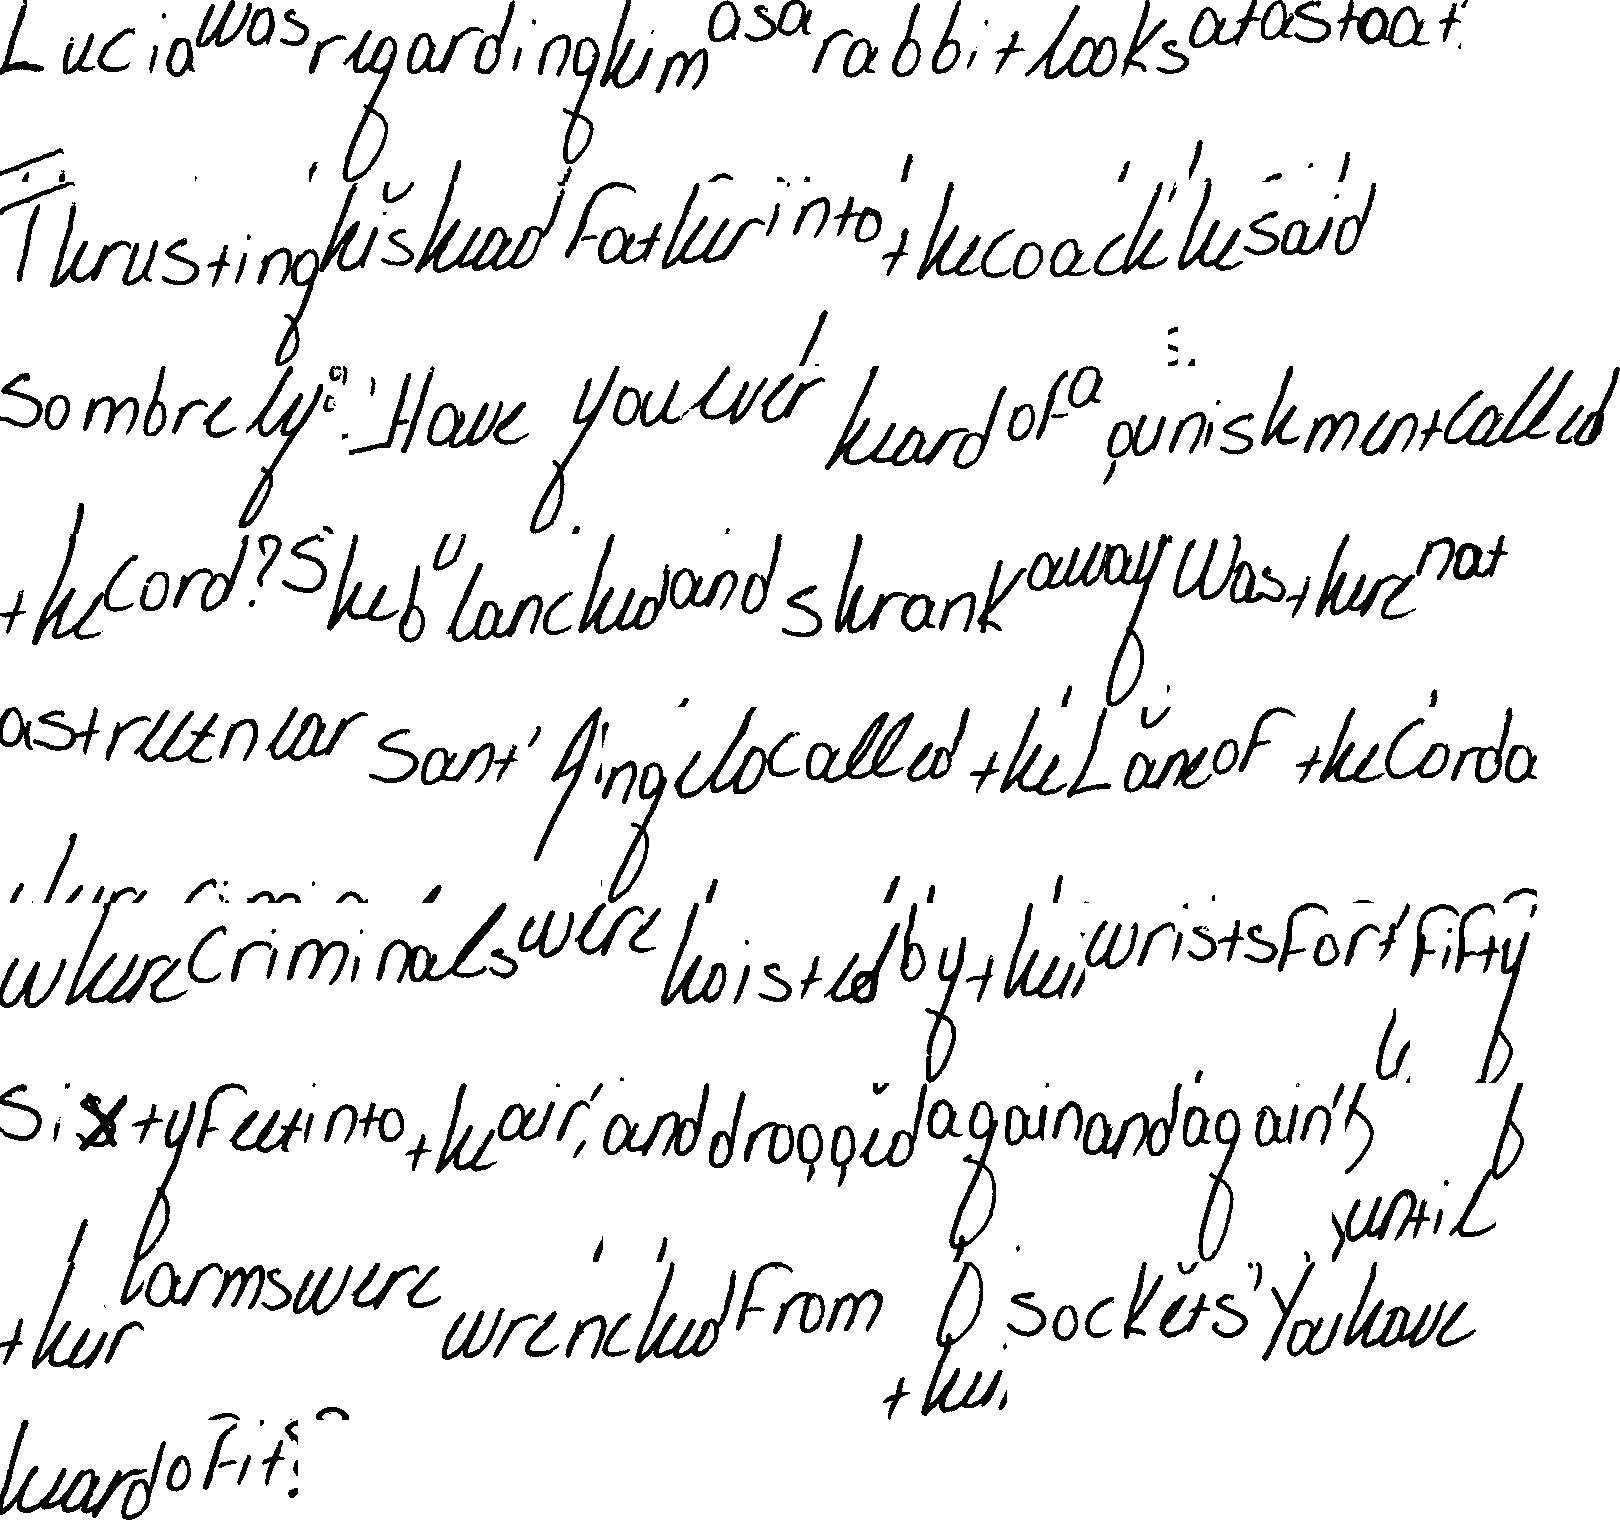 Lucia was regarding him as a rabbit looks at a stoat.
Thrusting his head farther into the coach he said
sombrely: 'Have you ever heard of a punishment called
the cord? She blanched and shrank away Was there not
a street near Sant' Angelo called the Lane of the Corda
where criminals were hoisted by their wrists for fifty
sixty feet into the air, and dropped again and again
, until
their arms were wrenched from their sockets' You have
heard of it?